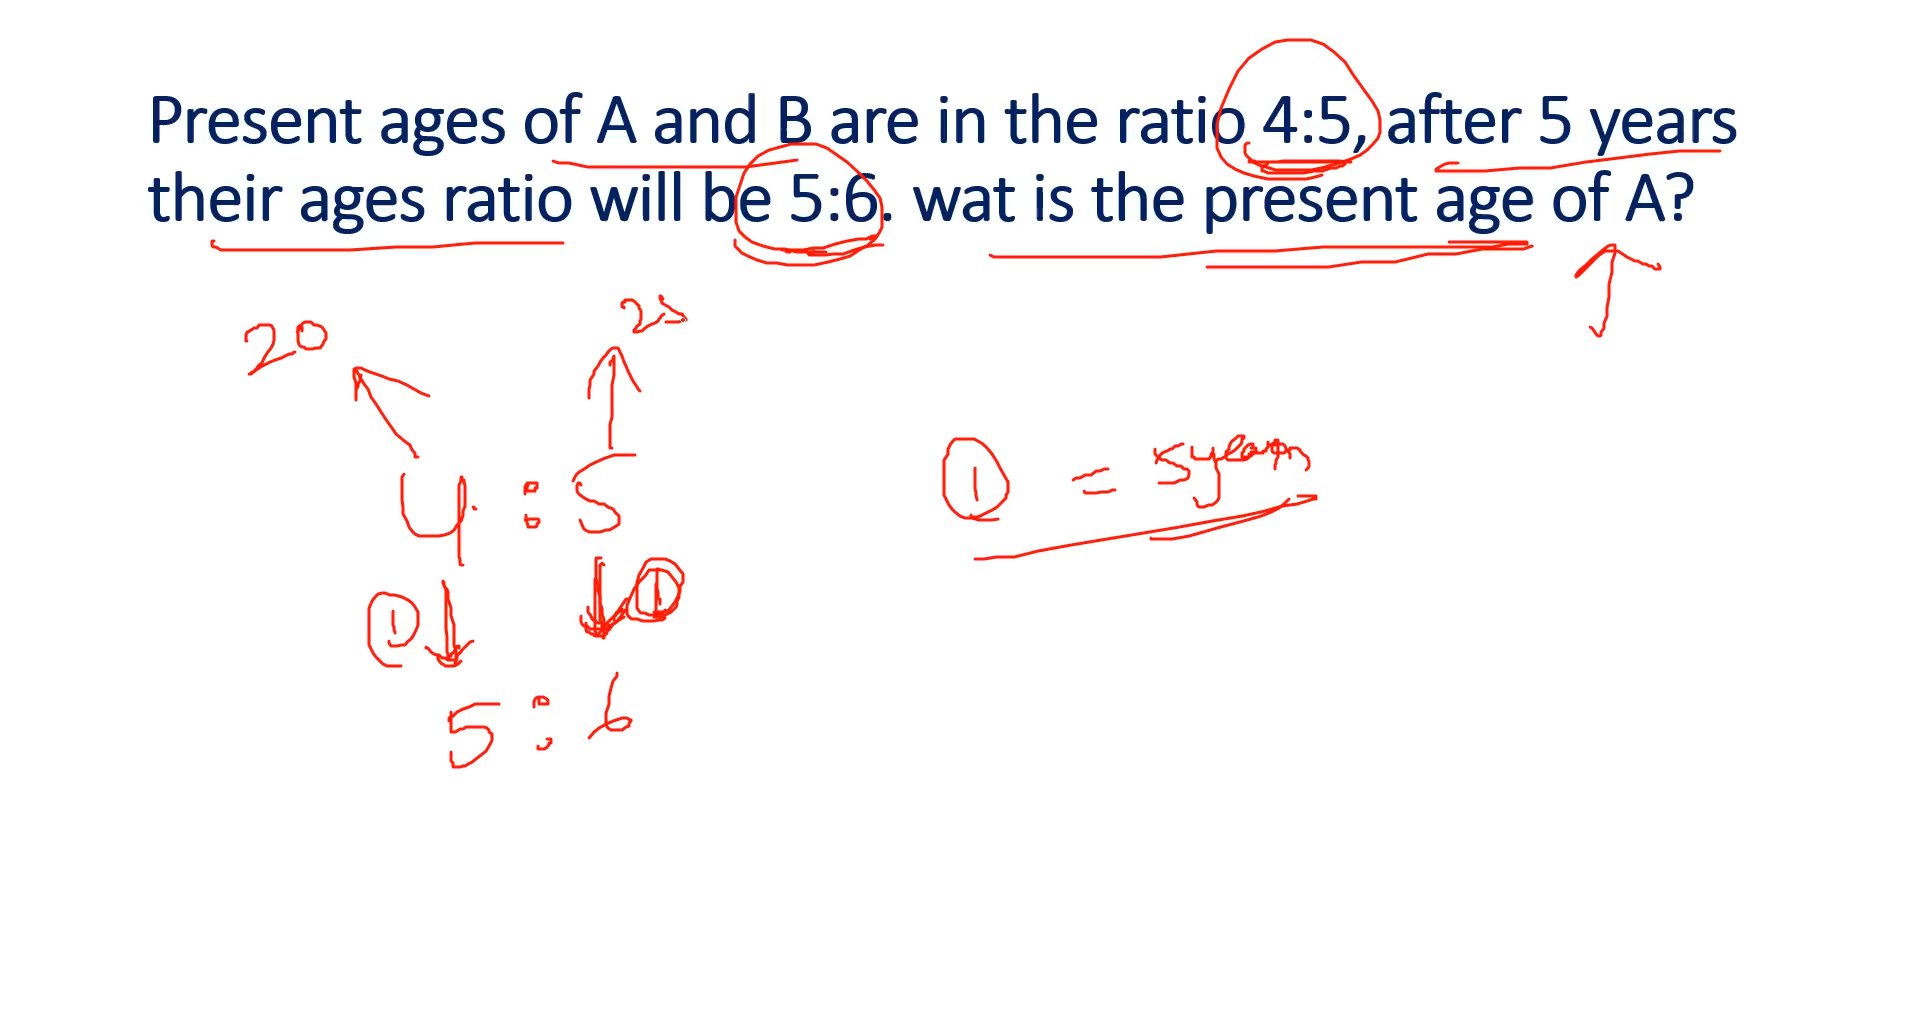 Present ages of A and B are in the ratio 4:5, after 5 years
their ages ratio will be 5:6. wat is the present age of A?
20 25
4 : 5
1 = 5 years
1 1
5 : 6